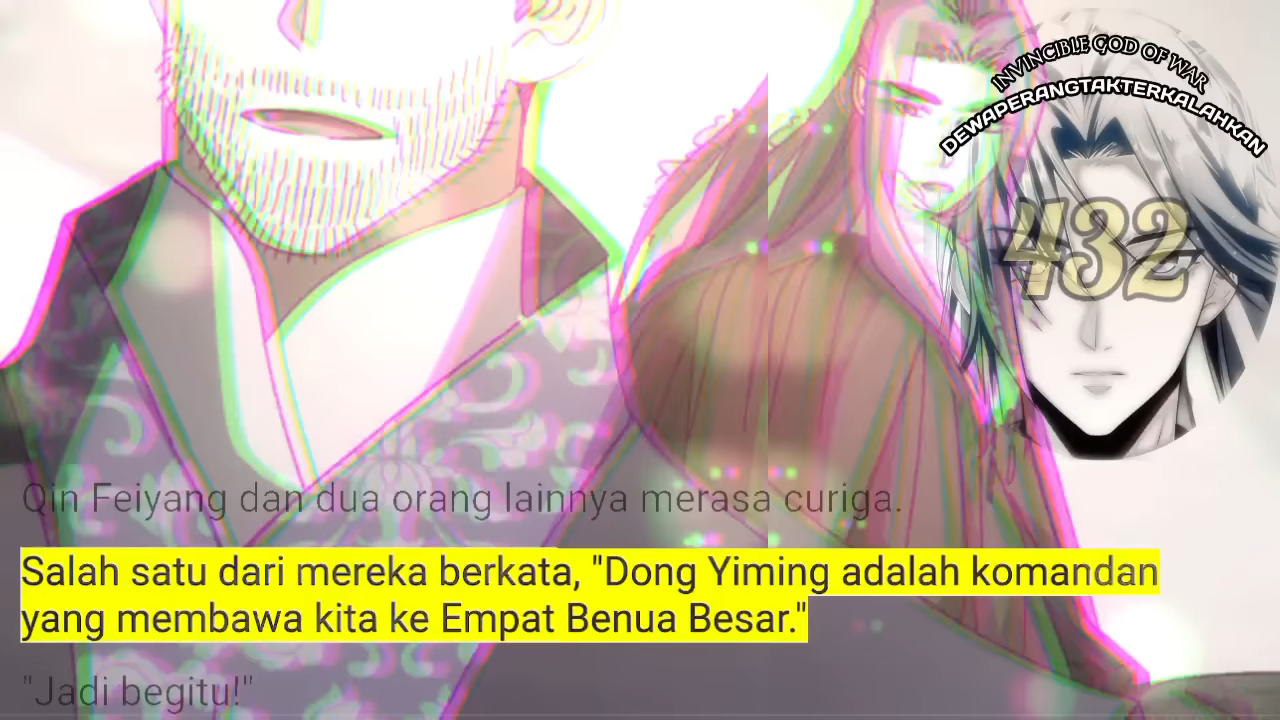 INVINCIBLE GOD OF WAR
DEWAPERANGTAKTERKALAHKAN
432
Qin Feiyang dan dua orang lainnya merasa curiga.
Salah satu dari mereka berkata, "Dong Yiming adalah komandan
yang membawa kita ke Empat Benua Besar."
"Jadi begitu!"